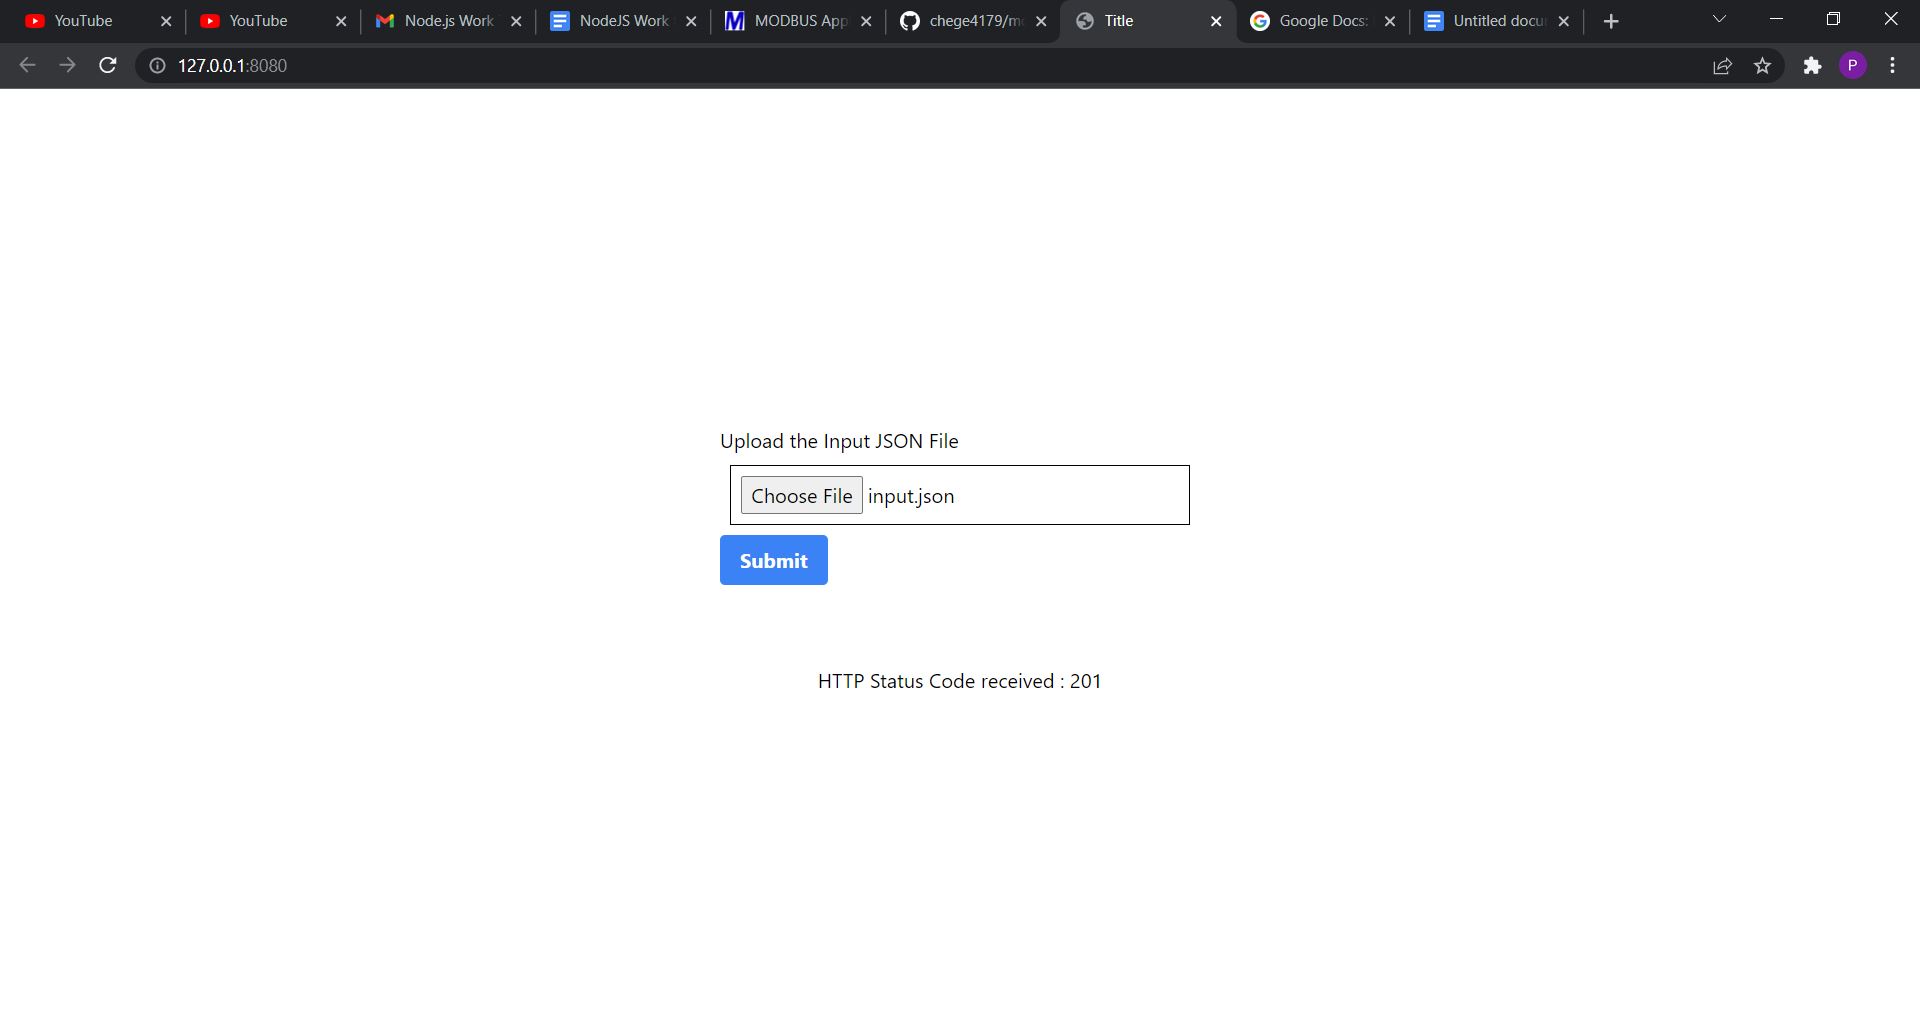 YouTube
YouTube
Node.js Work
NodeJS Work
MODBUS App
chege4179/m
Title
Google Docs:
Untitled docu
127.0.0.1:8080
P
Upload the Input JSON File
Choose File input.json
Submit
HTTP Status Code received : 201